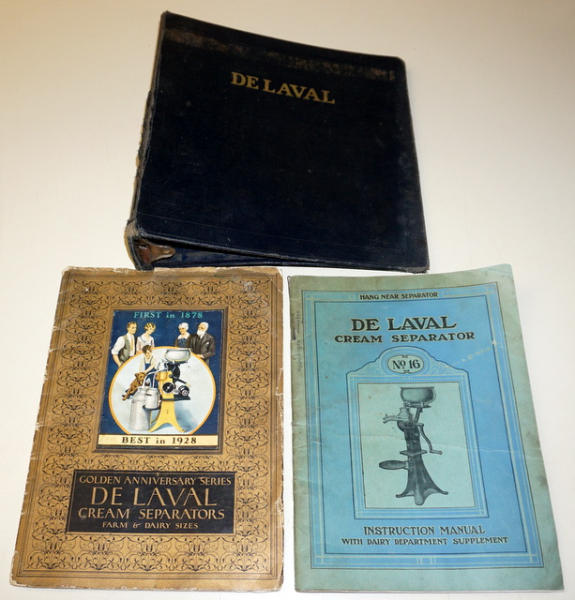 DE LAVAL
FIRST in 1878
BEST in 1928
GOLDEN ANNIVERSARY SERIES
DE LAVAL
CREAM SEPARATORS
FARM & DAIRY SIZES
HANG NEAR SEPARATOR
DE LAVAL
CREAM SEPARATOR
No 16
INSTRUCTION MANUAL
WITH DAIRY DEPARTMENT SUPPLEMENT